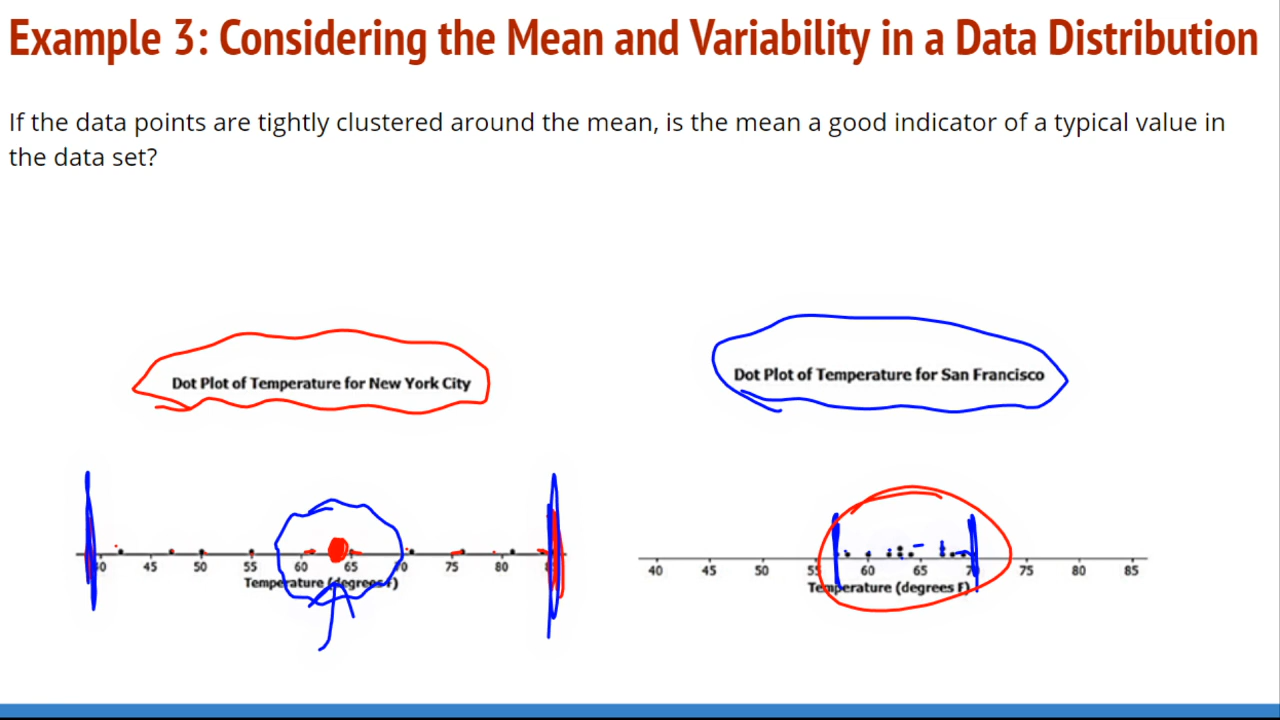 Example 3: Considering the Mean and Variability in a Data Distribution
If the data points are tightly clustered around the mean, is the mean a good indicator of a typical value in
the data set?
Dot Plot of Temperature for New York City
Dot Plot of Temperature for San Francisco
45 50 55 60 65 70 75 80
Temperature (degrees F)
40 45 50 55 60 65 70 75 80 85
Temperature (degrees F)